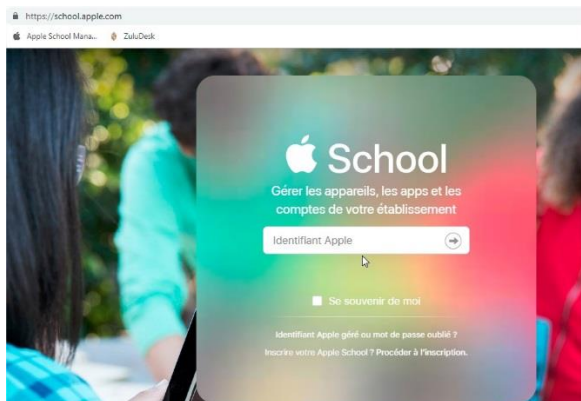 https://school.apple.com
Apple School Mana... ZuluDesk
School
Gérer les appareils, les apps et les
comptes de votre établissement
Identifiant Apple
Se souvenir de moi
Identifiant Apple géré ou mot de passe oublié ?
Inscrire votre Apple School ? Procéder à l'inscription.